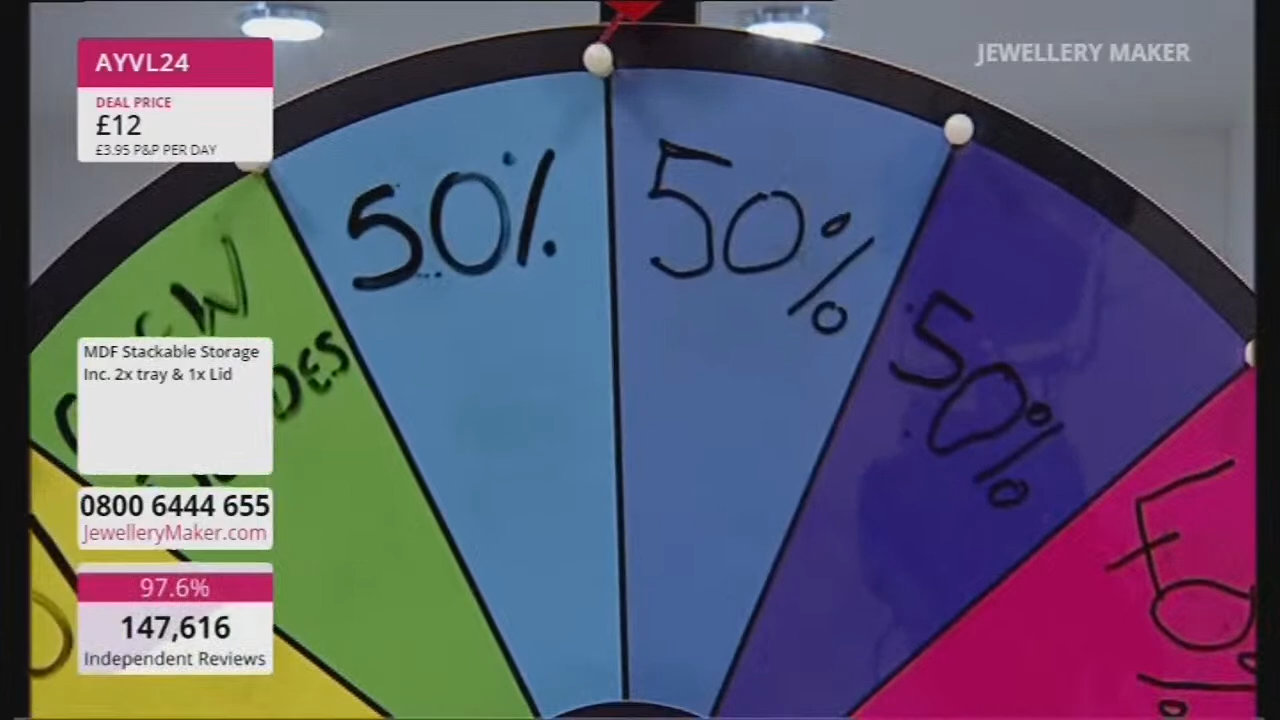 AYVL24
DEAL PRICE
£12
£3.95 P&P PER DAY
JEWELLERY MAKER
50%
50%
50%
MDF Stackable Storage
Inc. 2x tray & 1x Lid
0800 6444 655
JewelleryMaker.com
97.6%
147,616
Independent Reviews